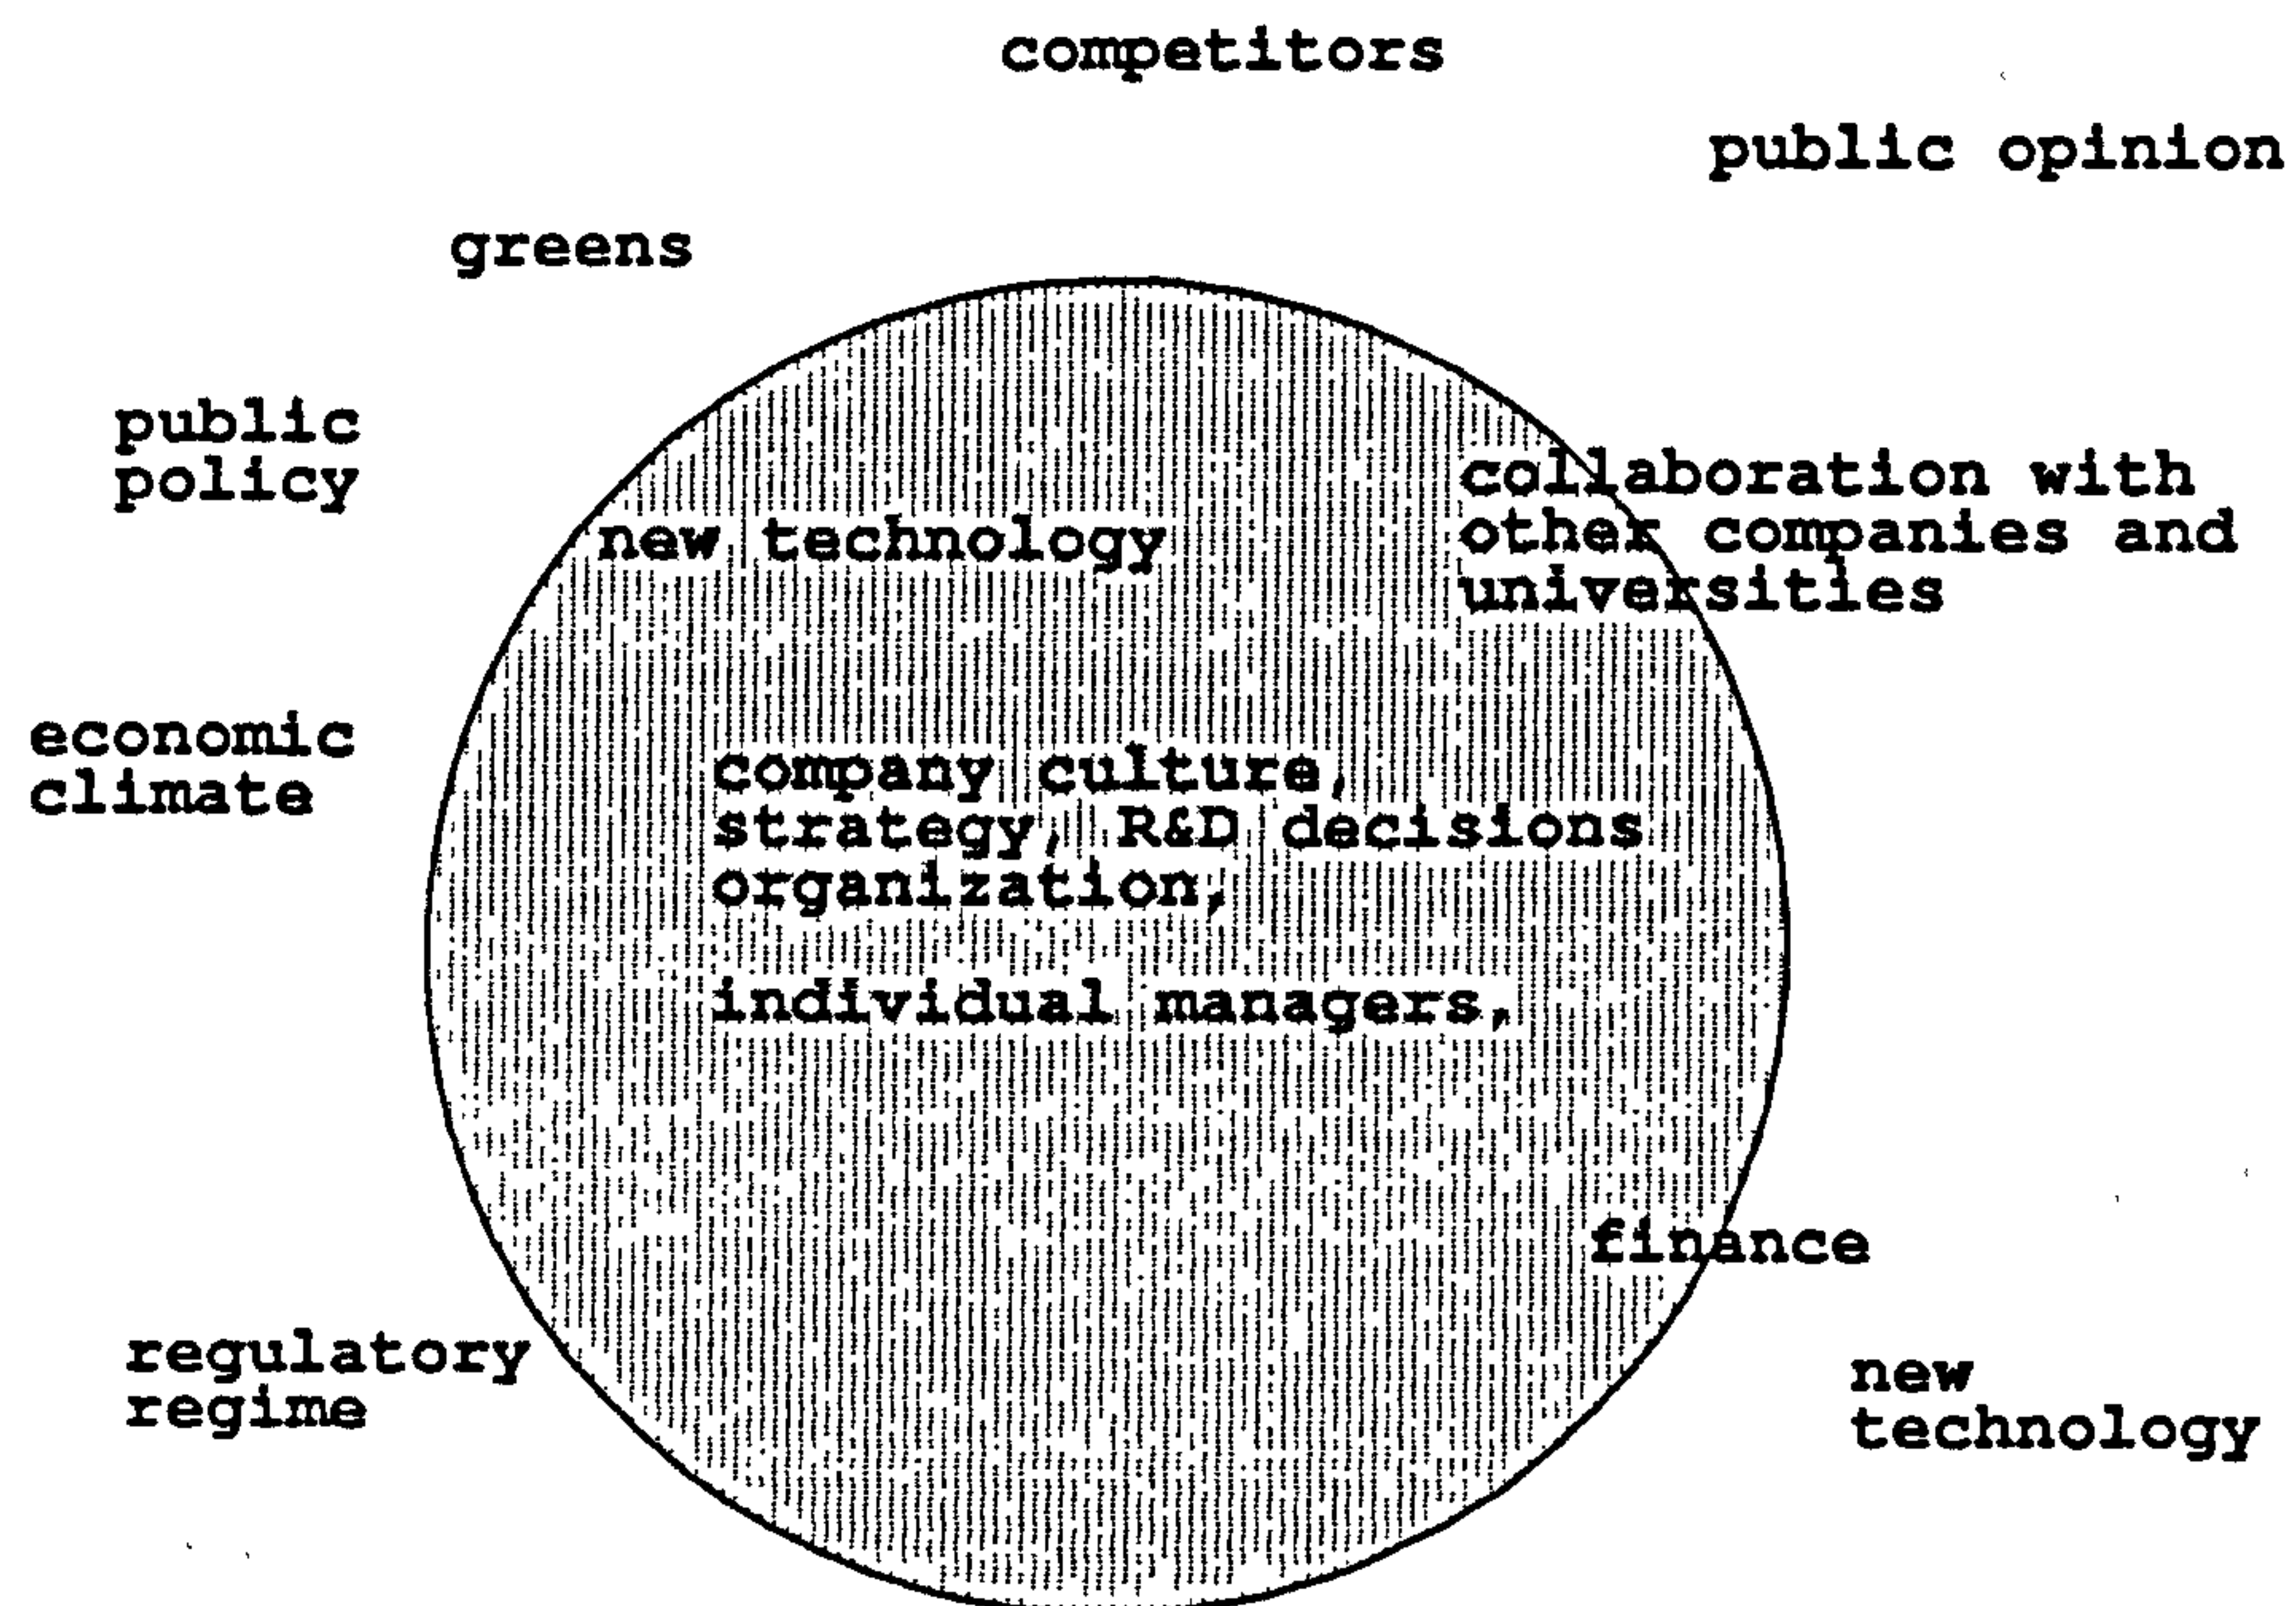 competitors
public opinion
greens
public
policy
collaboration with
other companies and
universities
new technology
economic
climate
company culture,
strategy, R&D decisions
organization,
individual managers,
finance
regulatory
regime
new
technology